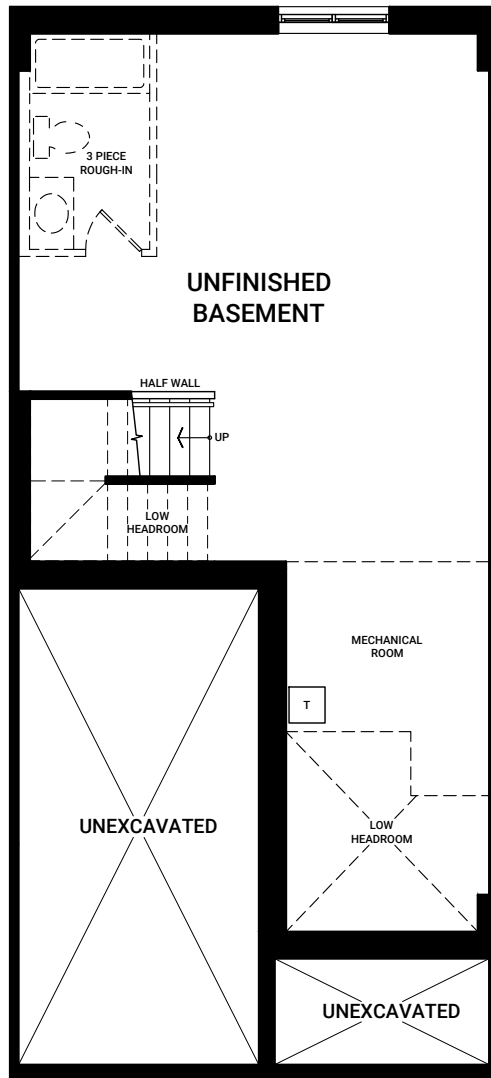 3 PIECE
ROUGH-IN
UNFINISHED
BASEMENT
HALF WALL
UP
LOW
HEADROOM
MECHANICAL
ROOM
T
UNEXCAVATED
LOW
HEADROOM
UNEXCAVATED